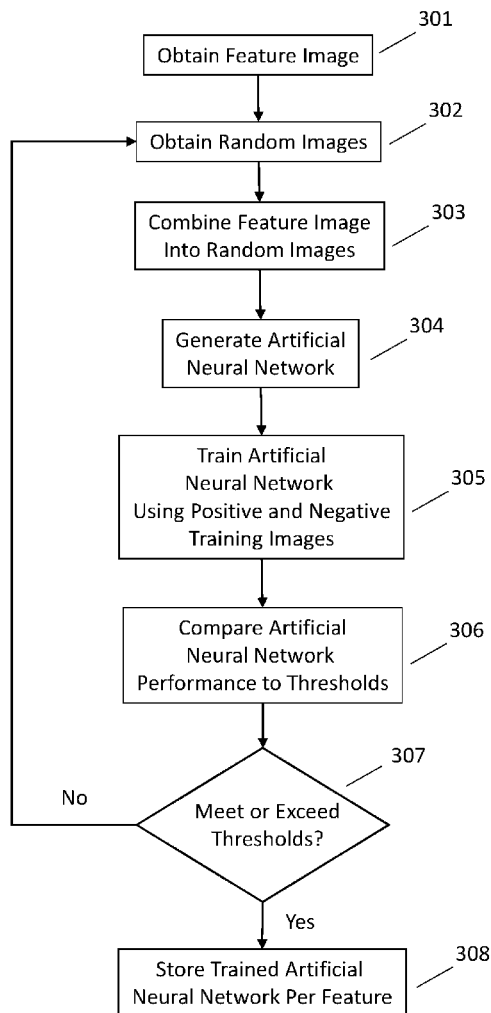 301
Obtain Feature Image
302
Obtain Random Images
303
Combine Feature Image
Into Random Images
304
Generate Artificial
Neural Network
Train Artificial
Neural Network
305
Using Positive and Negative
Training Images
Compare Artificial
306
Neural Network
Performance to Thresholds
307
No
Meet or Exceed
Thresholds?
Yes
308
Store Trained Artificial
Neural Network Per Feature